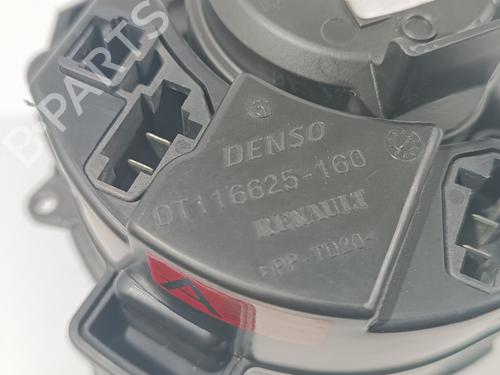 B-PARTS
DENSO
DT116625-160
RENAULT
>PP-TD20<
A